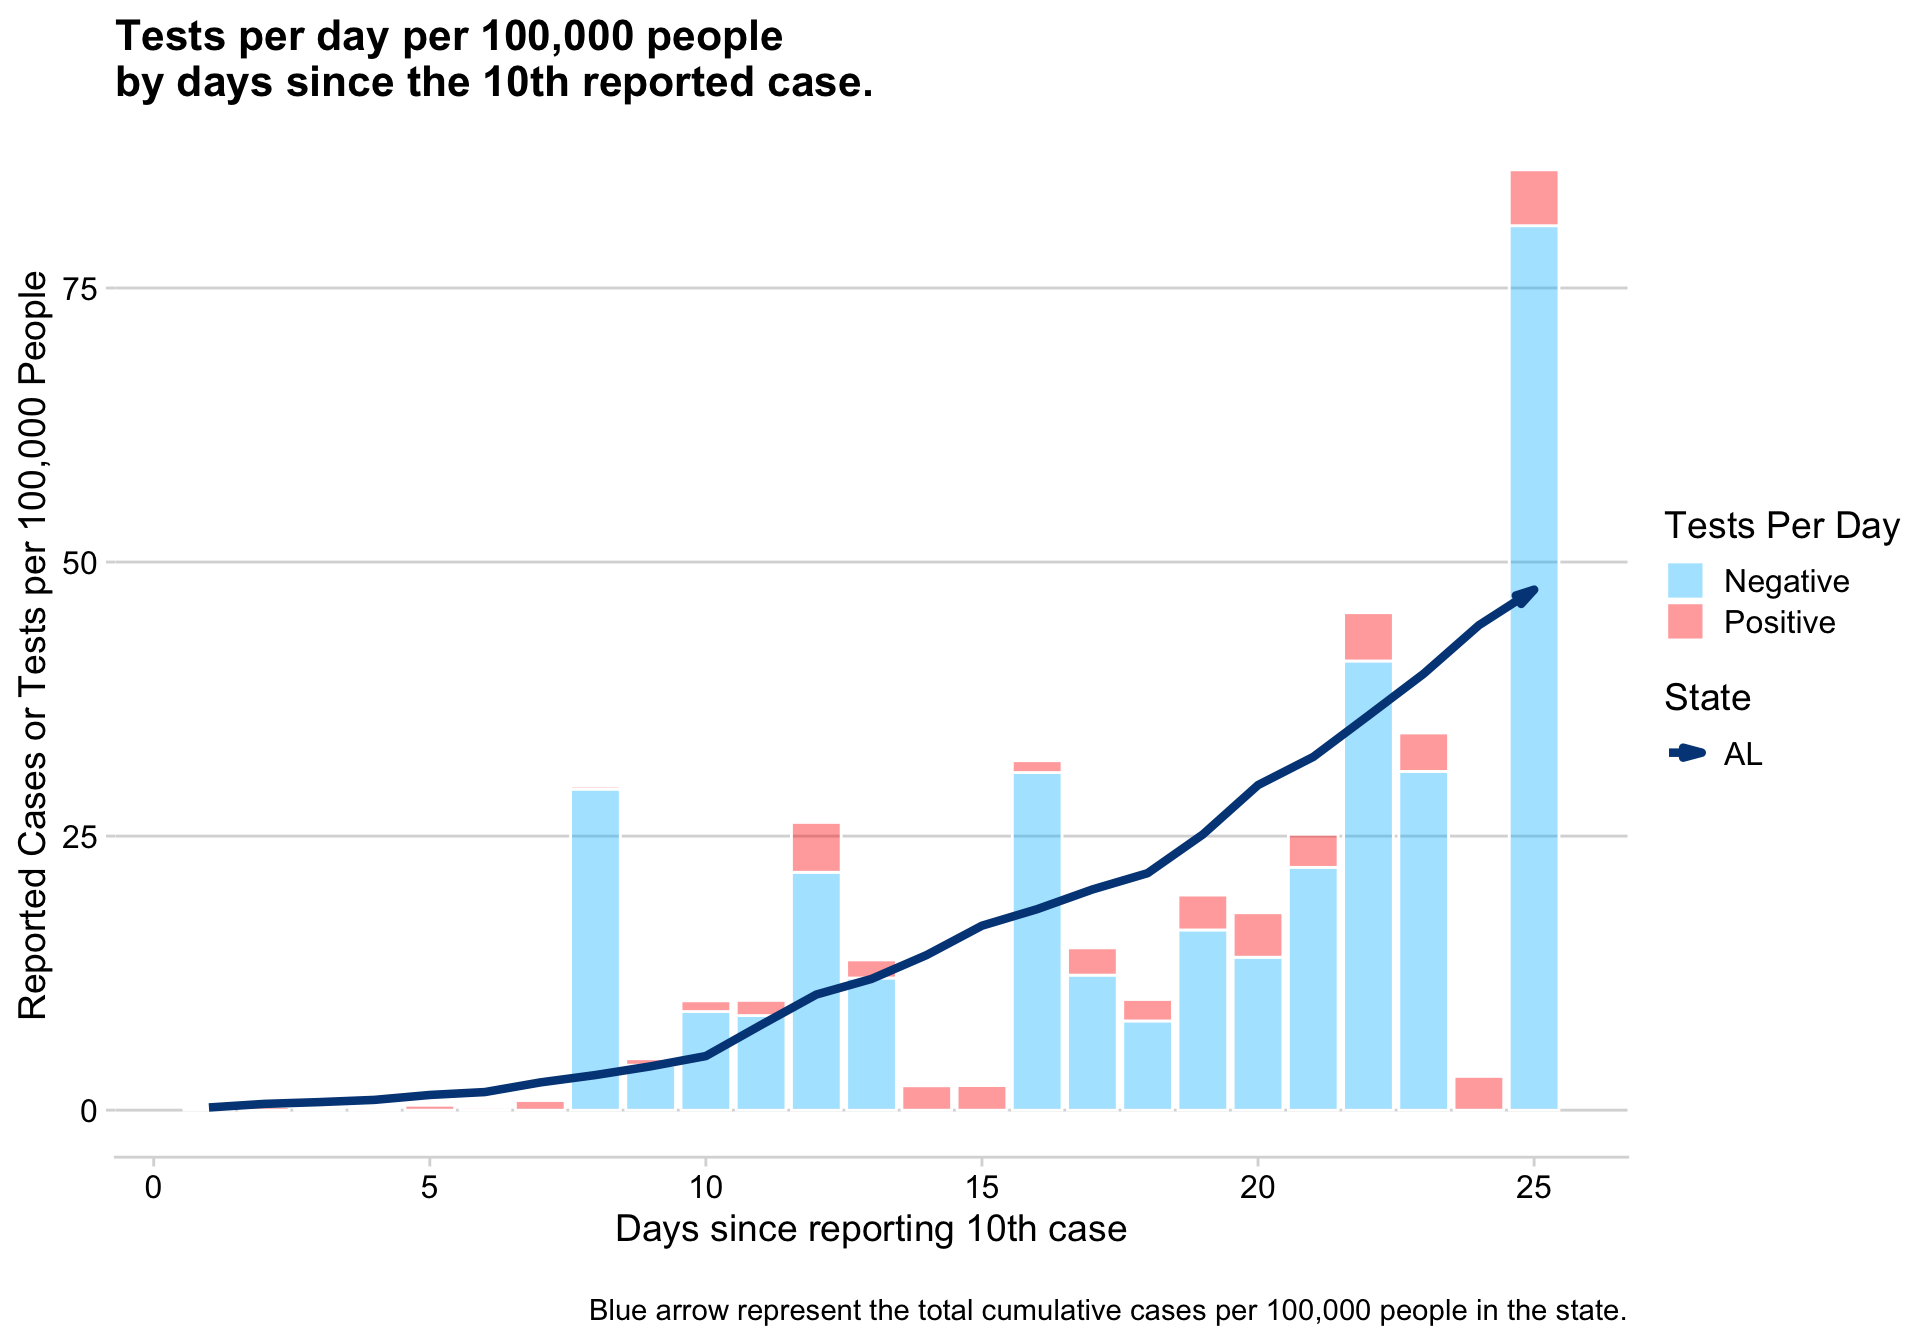 Tests per day per 100,000 people
by days since the 10th reported case.
Reported Cases or Tests per 100,000 People
75
50
25
0
0
5
10
15
20
25
Days since reporting 10th case
Tests Per Day
Negative
Positive
State
AL
Blue arrow represent the total cumulative cases per 100,000 people in the state.